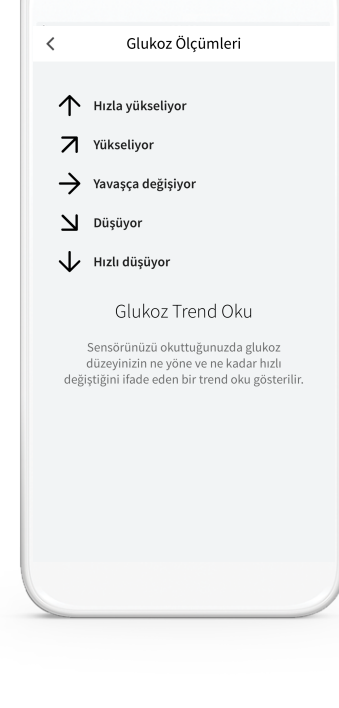 Glukoz Ölçümleri
Hızla yükseliyor
Yükseliyor
Yavaşça değişiyor
Düşüyor
Hızlı düşüyor
Glukoz Trend Oku
Sensörünüzü okuttuğunuzda glukoz
düzeyinizin ne yöne ve ne kadar hızlı
değiştiğini ifade eden bir trend oku gösterilir.